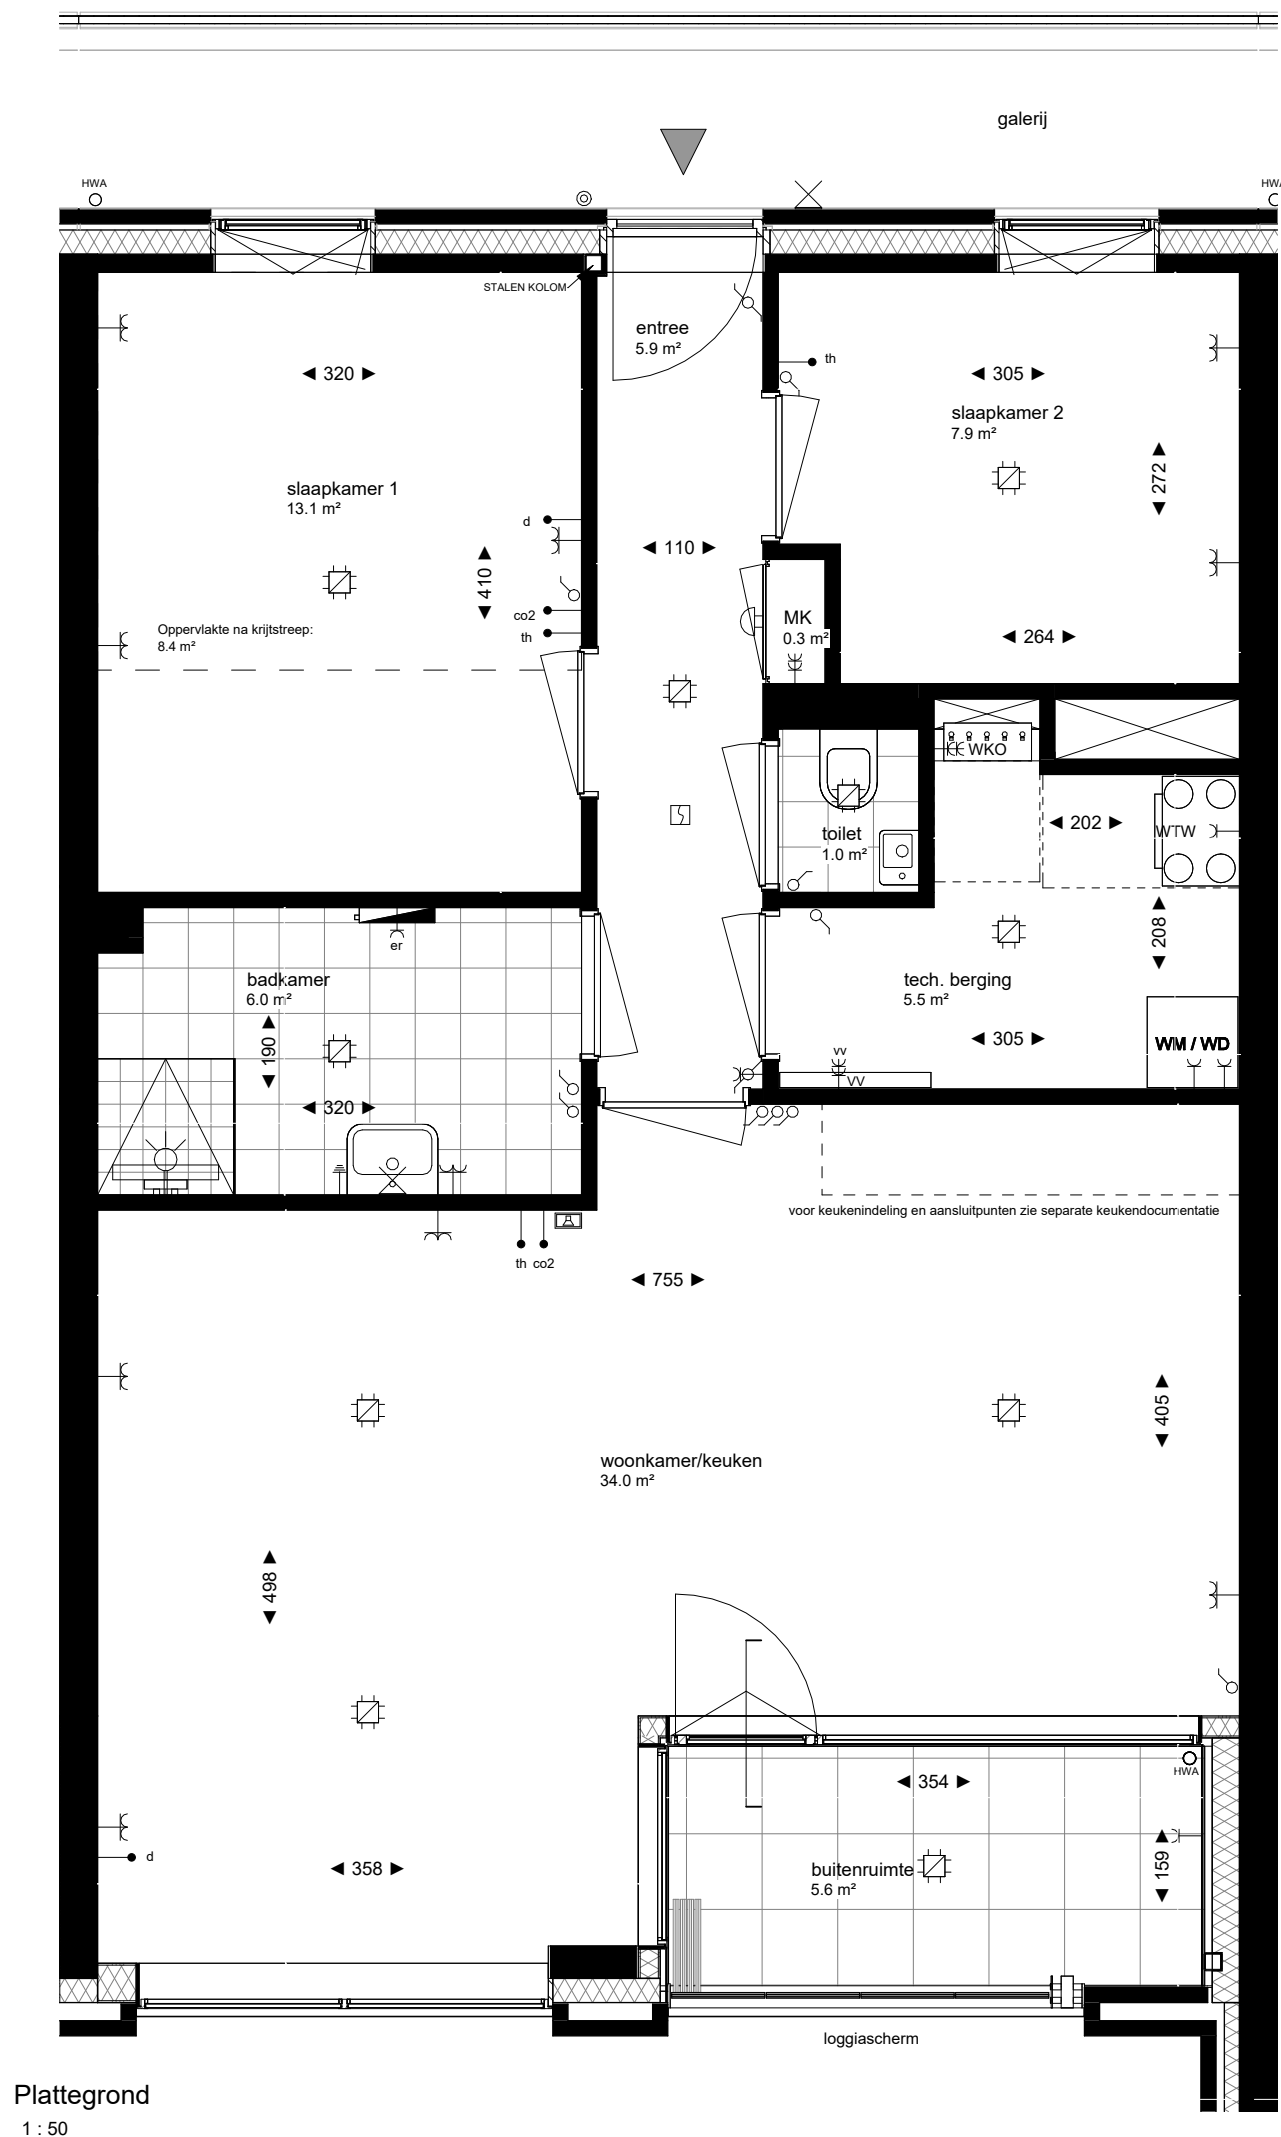 galerij
HWA
HWA
STALEN KOLOM
entree
5.9 m²
th
◄ 320 ►
◄ 305 ►
slaapkamer 2
7.9 m²
◄ 272 ►
slaapkamer 1
13.1 m²
d
◄ 110 ►
◄ 410 ►
co2
th
MK
0.3 m²
Oppervlakte na krijtstreep:
8.4 m²
◄ 264 ►
WKO
◄ 202 ►
WTW
toilet
1.0 m²
◄ 208 ►
er
badkamer
6.0 m²
tech. berging
5.5 m²
◄ 190 ►
◄ 305 ►
WM / WD
vv
VV
◄ 320 ►
voor keukenindeling en aansluitpunten zie separate keukendocumentatie
th co2
◄ 755 ►
◄ 405 ►
woonkamer/keuken
34.0 m²
◄ 498 ►
HWA
◄ 354 ►
d
◄ 358 ►
buitenruimte
5.6 m²
◄ 159 ►
loggiascherm
Plattegrond
1 : 50